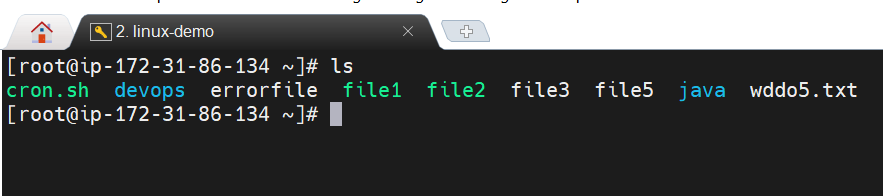 2. linux-demo
[root@ip-172-31-86-134 ~]# ls
cron.sh devops errorfile file1 file2 file3 file5 java wddo5.txt
[root@ip-172-31-86-134 ~]#